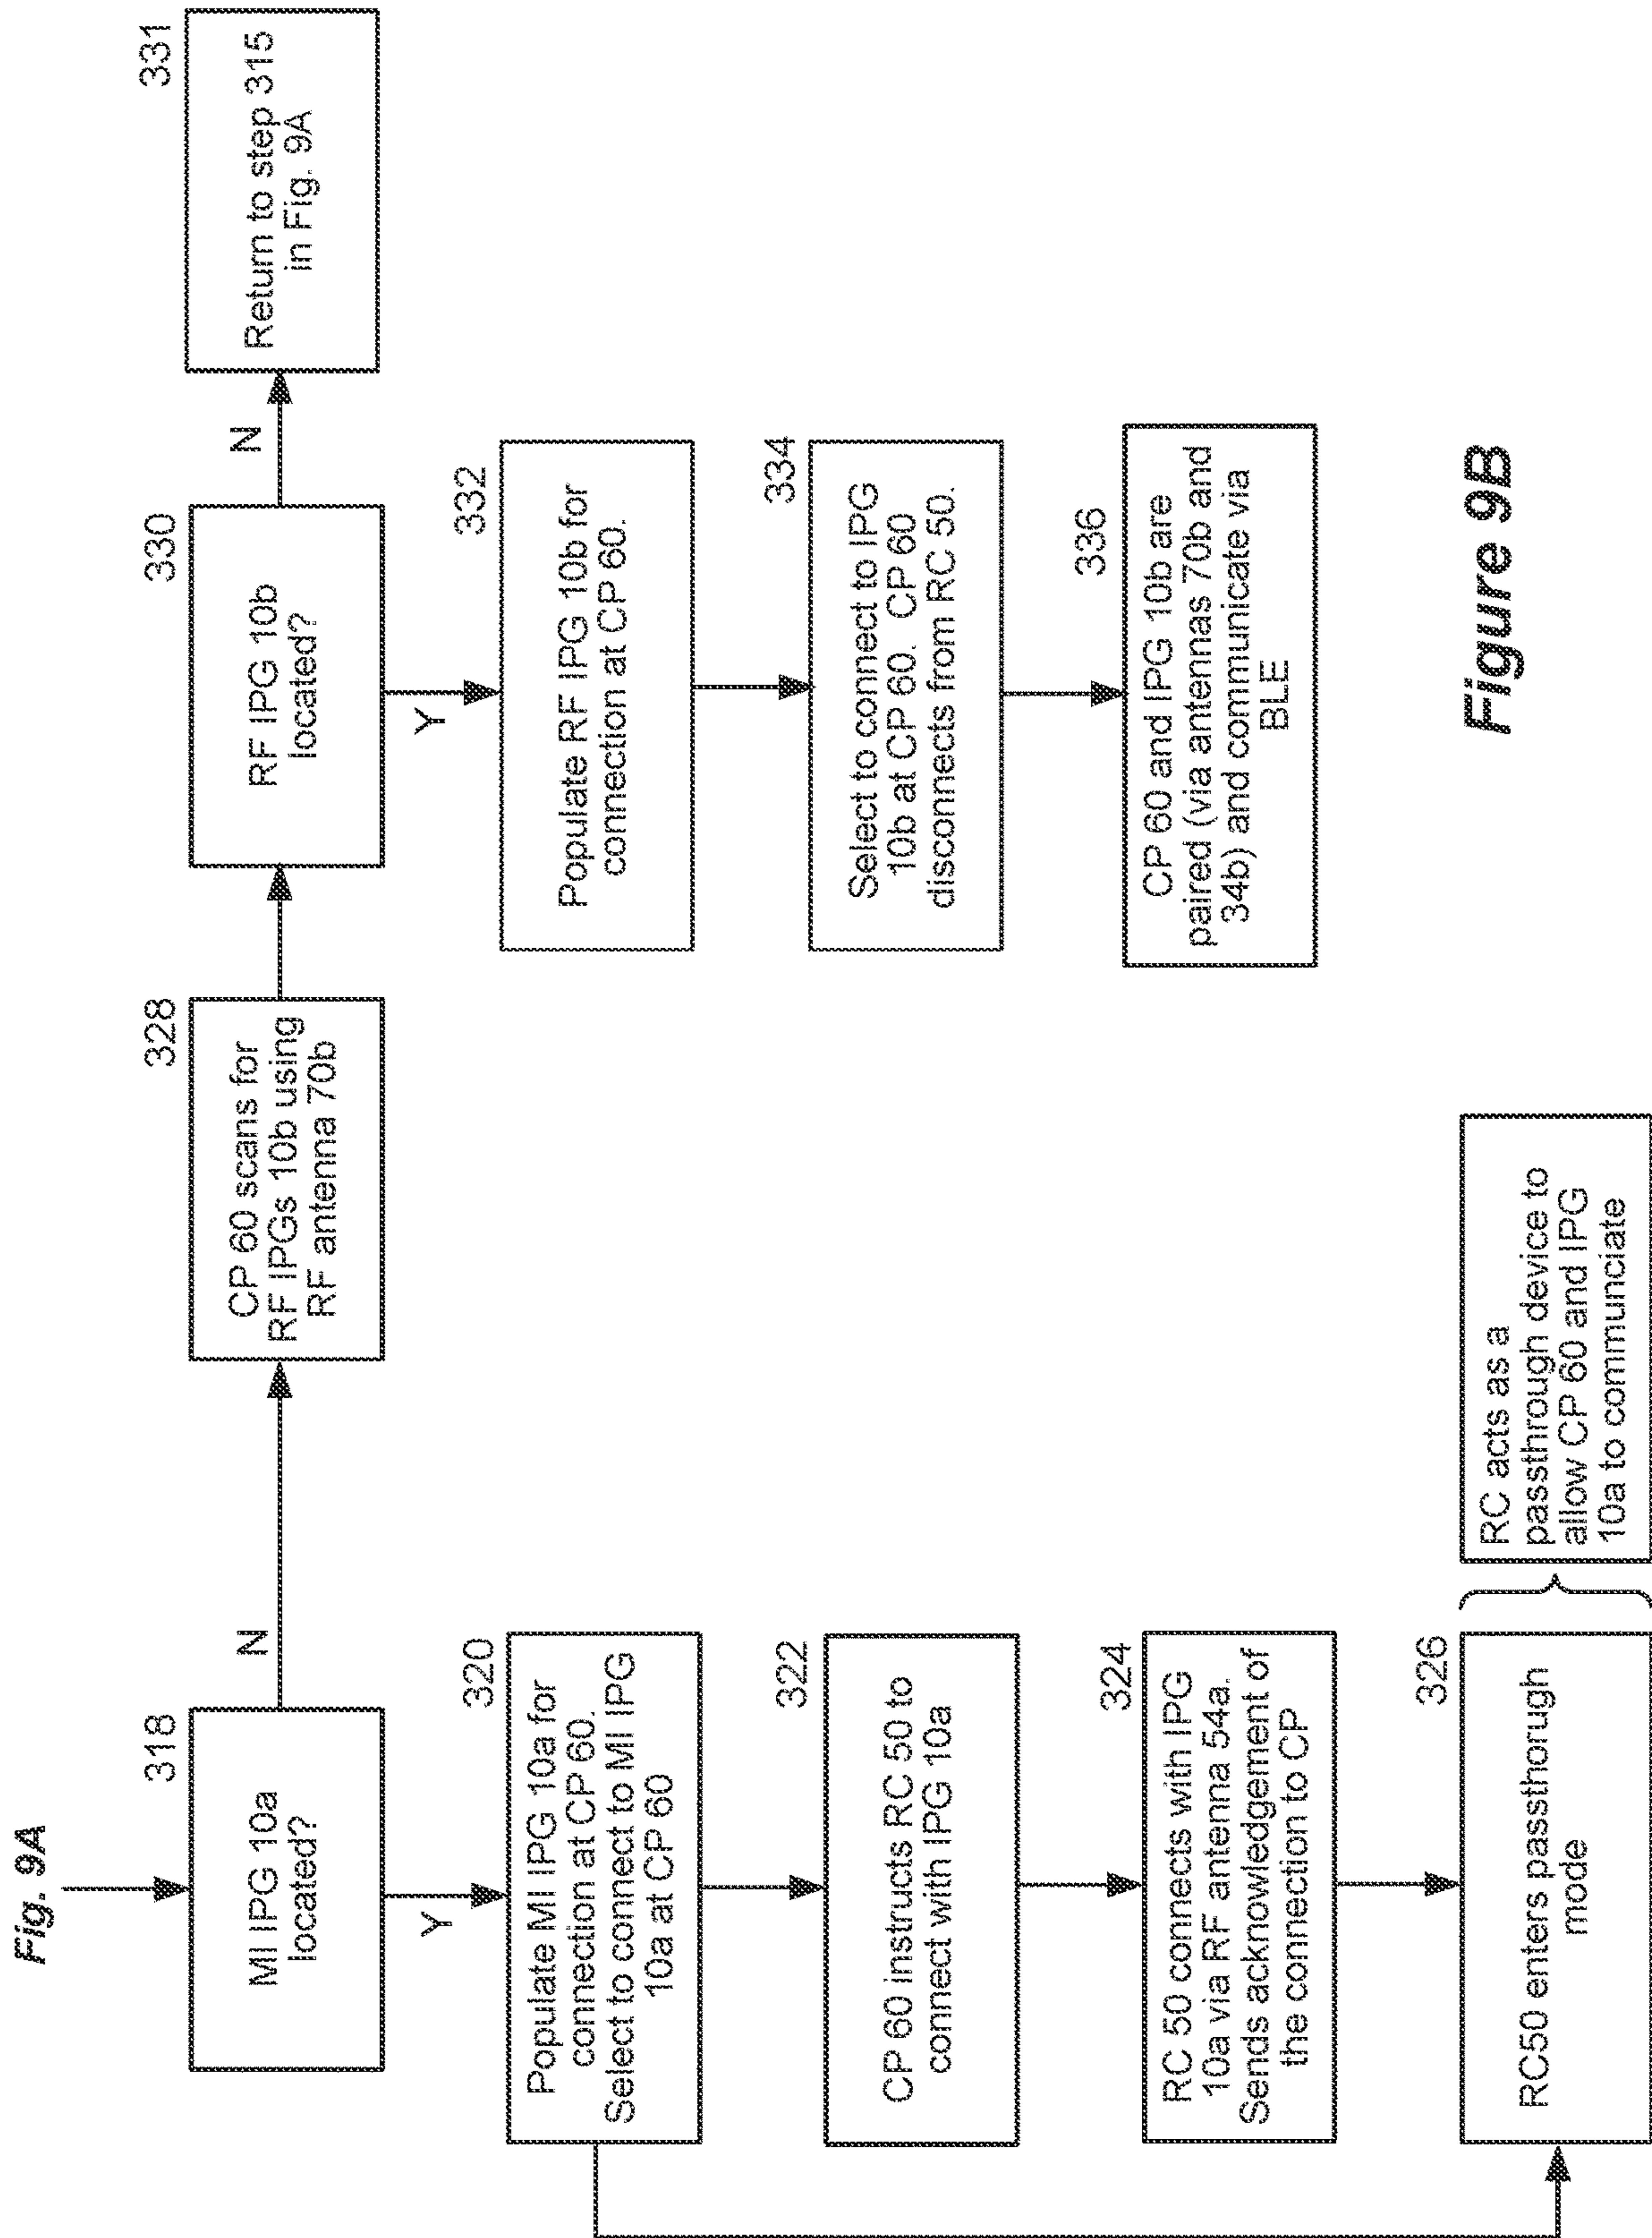 Fig. 9A
318
MI IPG 10a
located?
N
Y
328
CP 60 scans for
RF IPGs 10b using
RF antenna 70b
330
RF IPG 10b
located?
N
Y
331
Return to step 315
in Fig. 9A
320
Populate MI IPG 10a for
connection at CP 60.
Select to connect to MI IPG
10a at CP 60
322
CP 60 instructs RC 50 to
connect with IPG 10a
324
RC 50 connects with IPG
10a via RF antenna 54a.
Sends acknowledgement of
the connection to CP
326
RC50 enters passthorugh
mode
RC acts as a
passthrough device to
allow CP 60 and IPG
10a to communciate
332
Populate RF IPG 10b for
connection at CP 60.
334
Select to connect to IPG
10b at CP 60. CP 60
disconnects from RC 50.
336
CP 60 and IPG 10b are
paired (via antennas 70b and
34b) and communicate via
BLE
Figure 9B